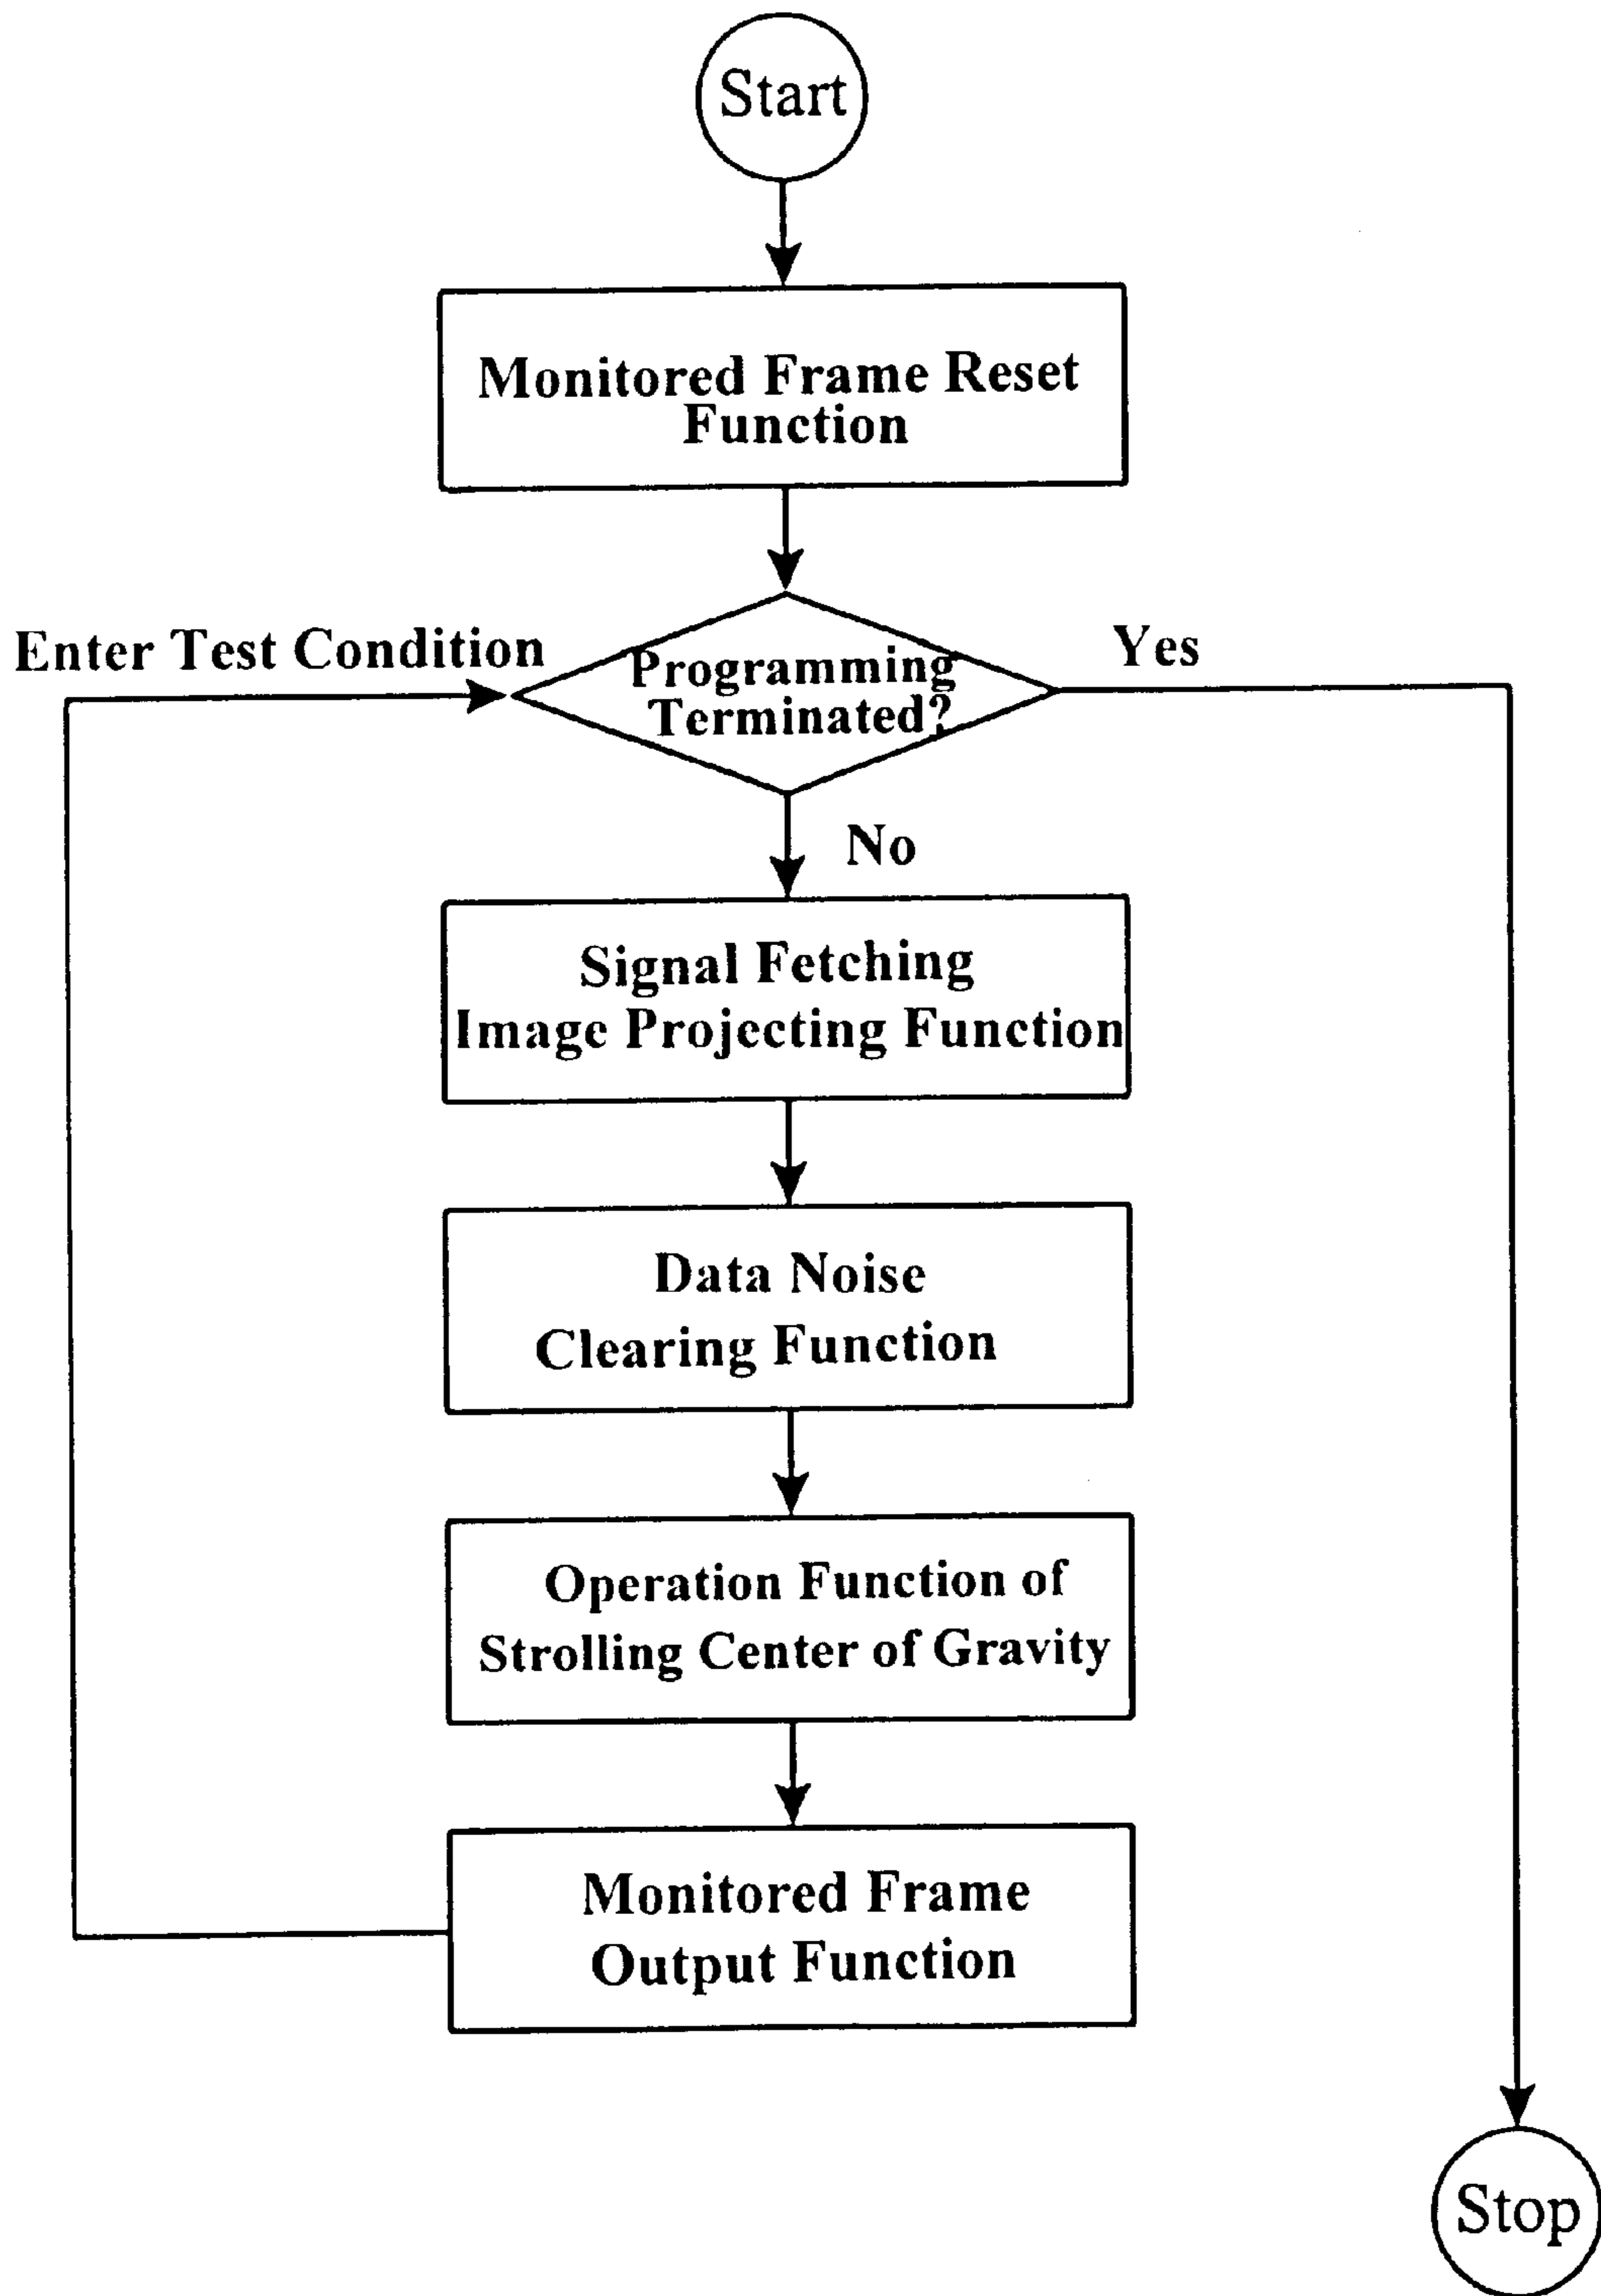 Start
Monitored Frame Reset
Function
Enter Test Condition
Programming
Terminated?
Yes
No
Signal Fetching
Image Projecting Function
Data Noise
Clearing Function
Operation Function of
Strolling Center of Gravity
Monitored Frame
Output Function
Stop